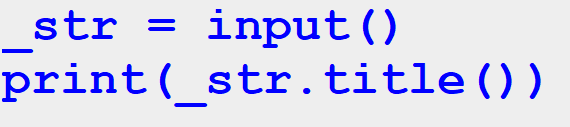 _str = input()
print(_str.title())